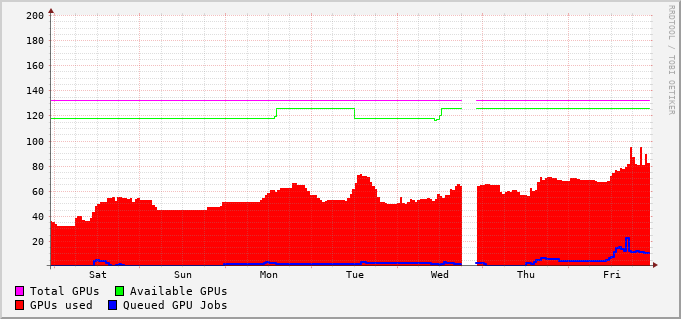 200
180
160
140
120
100
80
60
40
20
Sat Sun Mon Tue Wed Thu Fri
Total GPUs Available GPUs
GPUs used Queued GPU Jobs
RRDTOOL / TOBI OETIKER